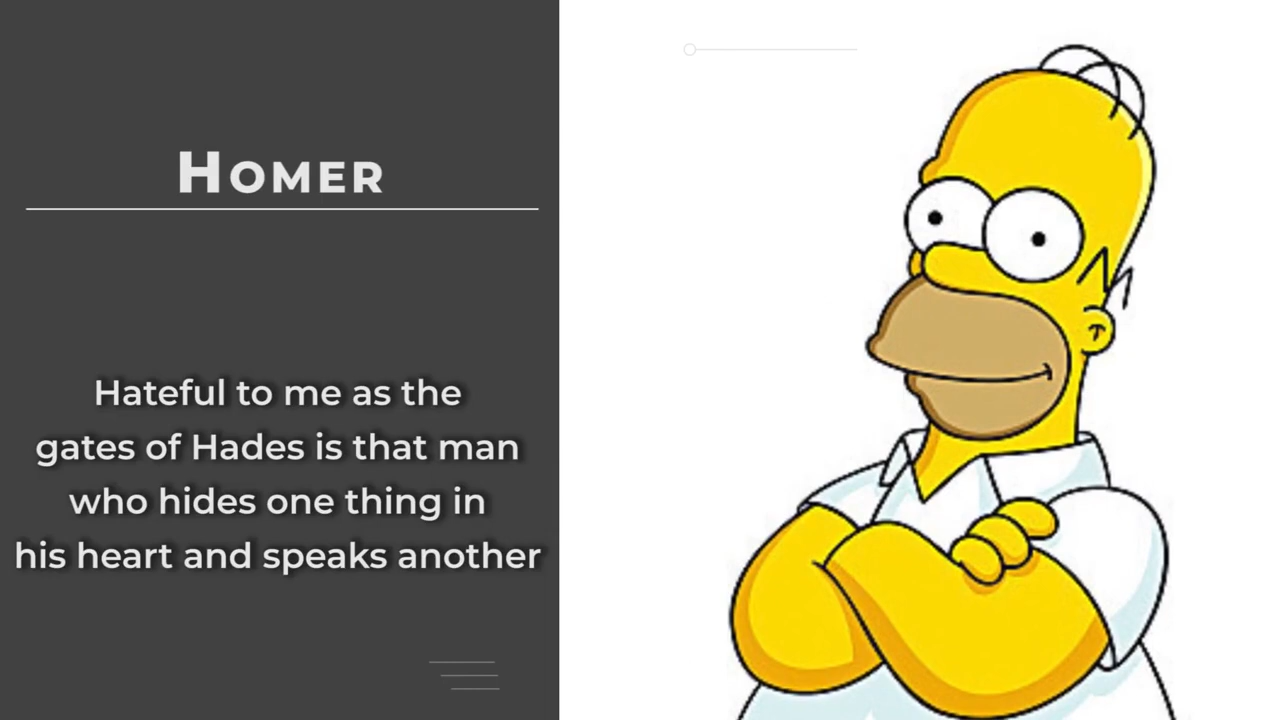 Homer
Hateful to me as the
gates of Hades is that man
who hides one thing in
his heart and speaks another